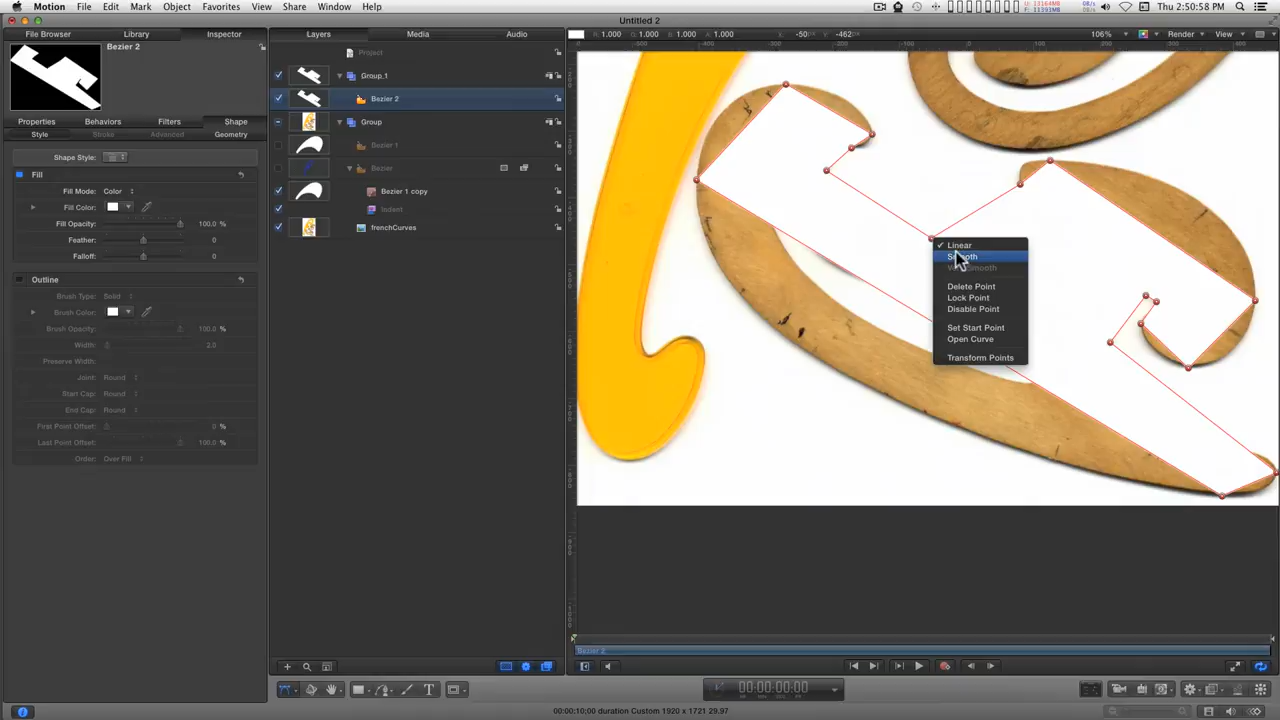 Motion File Edit Mark Object Favorites View Share Window Help Thu 2:50:58 PM
Untitled 2
File Browser Library Inspector Layers Media Audio R: 1.000 B: 1.000 A: 1.000 X -50 Y -462 106% Render View
Bezier 2
Project
Group_1
Bezier 2
Properties Behaviors Filters Shape
Group
Style Stroke Advanced Geometry
Bezier 1
Shape Style:
Bezier
Fill
Fill Mode: Color
Bezier 1 copy
Fill Color:
Indent
Fill Opacity: 100.0 %
frenchCurves
Feather: 0
Falloff: 0
Outline
Brush Type: Solid
Brush Color:
Brush Opacity: 100.0 %
Width: 2.0
Preserve Width:
Joint: Round
Start Cap: Round
End Cap: Round
First Point Offset: 0 %
Last Point Offset: 100.0 %
Order: Over Fill
Linear
Smooth
Delete Point
Lock Point
Disable Point
Set Start Point
Open Curve
Transform Points
Bezier 2
00:00:00:00
00:00:10:00 duration Custom 1920 x 1721 29.97